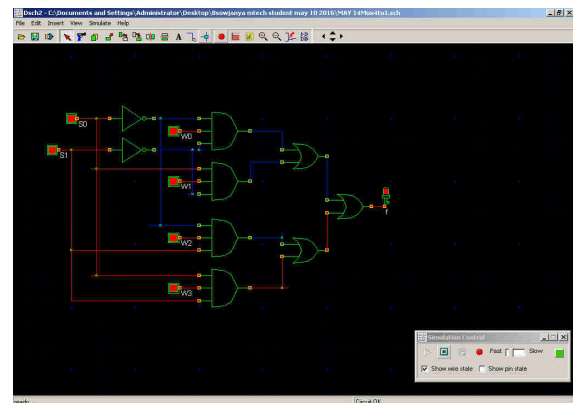 Dsch2 - C:\Documents and Settings\Administrator\Desktop\8sowjanya mtech student may 10 2016\MAY 14Mux4to1.sch
File Edit Insert View Simulate Help
A
S0
S1
W0
W1
W2
W3
f
Simulation Control
Fast Slow
Show wire state Show pin state
ready
Circuit OK